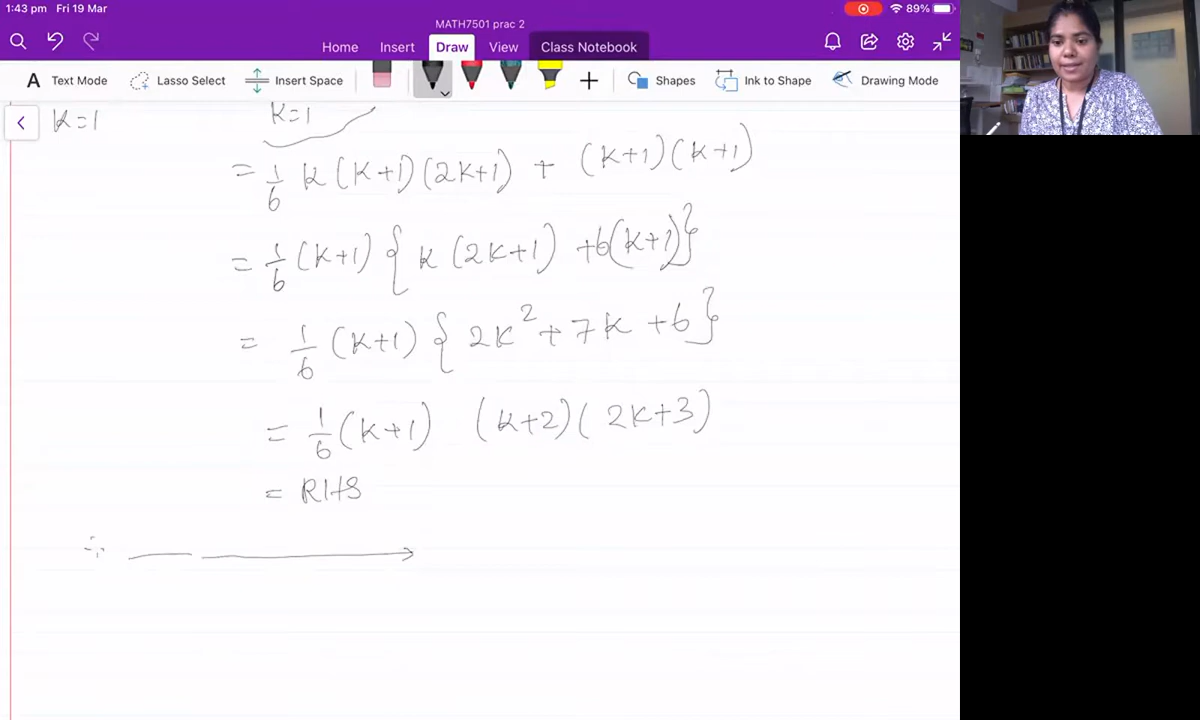 1:43 pm Fri 19 Mar
89%
MATH7501 prac 2
Home Insert Draw View Class Notebook
A Text Mode Lasso Select Insert Space Shapes Ink to Shape Drawing Mode
K=1 K=1
= 1/6 k(k+1)(2k+1) + (k+1)(k+1)
= 1/6 (k+1) { k(2k+1) +6(k+1)}
= 1/6 (k+1) { 2k² + 7k + 6 }
= 1/6 (k+1) (k+2)(2k+3)
= RHS